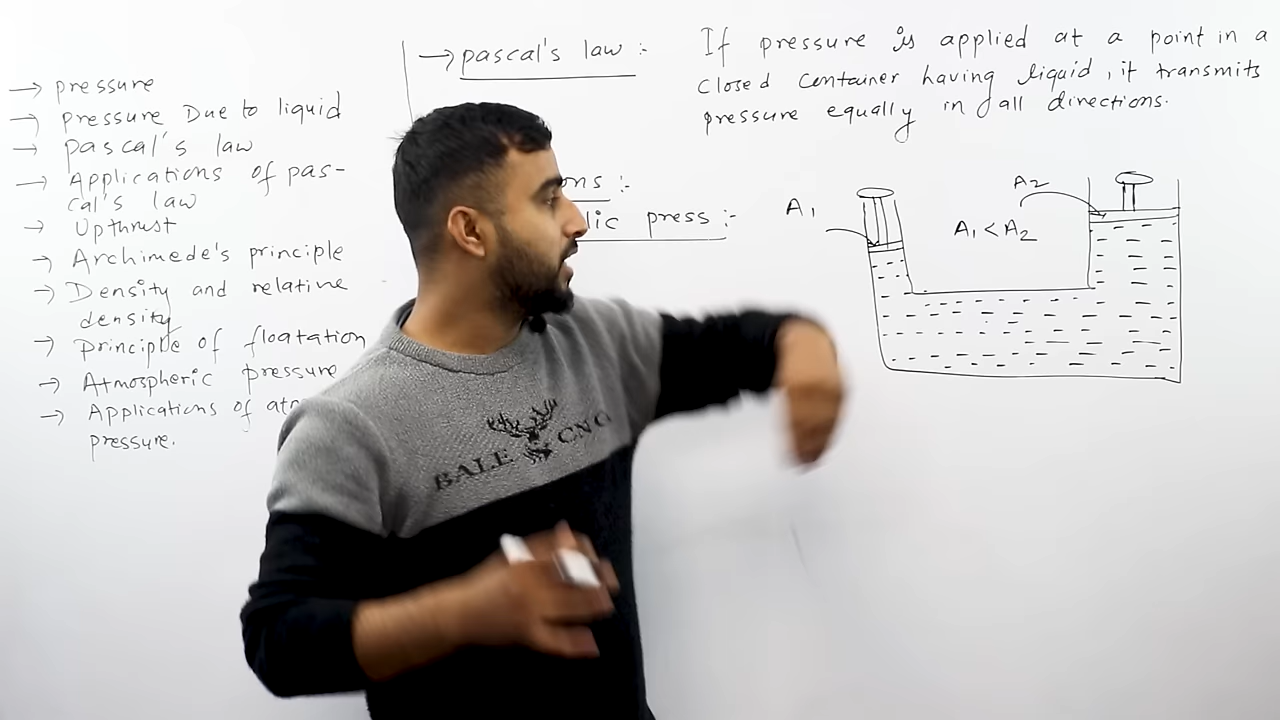 → pressure
→ pressure Due to liquid
→ pascal's law
→ Applications of pas-
cal's law
→ Upthrust
→ Archimede's principle
→ Density and relative
density
→ principle of floatation
→ Atmospheric pressure
→ Applications of
pressure.
→ pascal's law :-
If pressure is applied at a point in a
closed container having liquid, it transmits
pressure equally in all directions.
:-
press :-
A1
A1 < A2
A2
BALE CNO